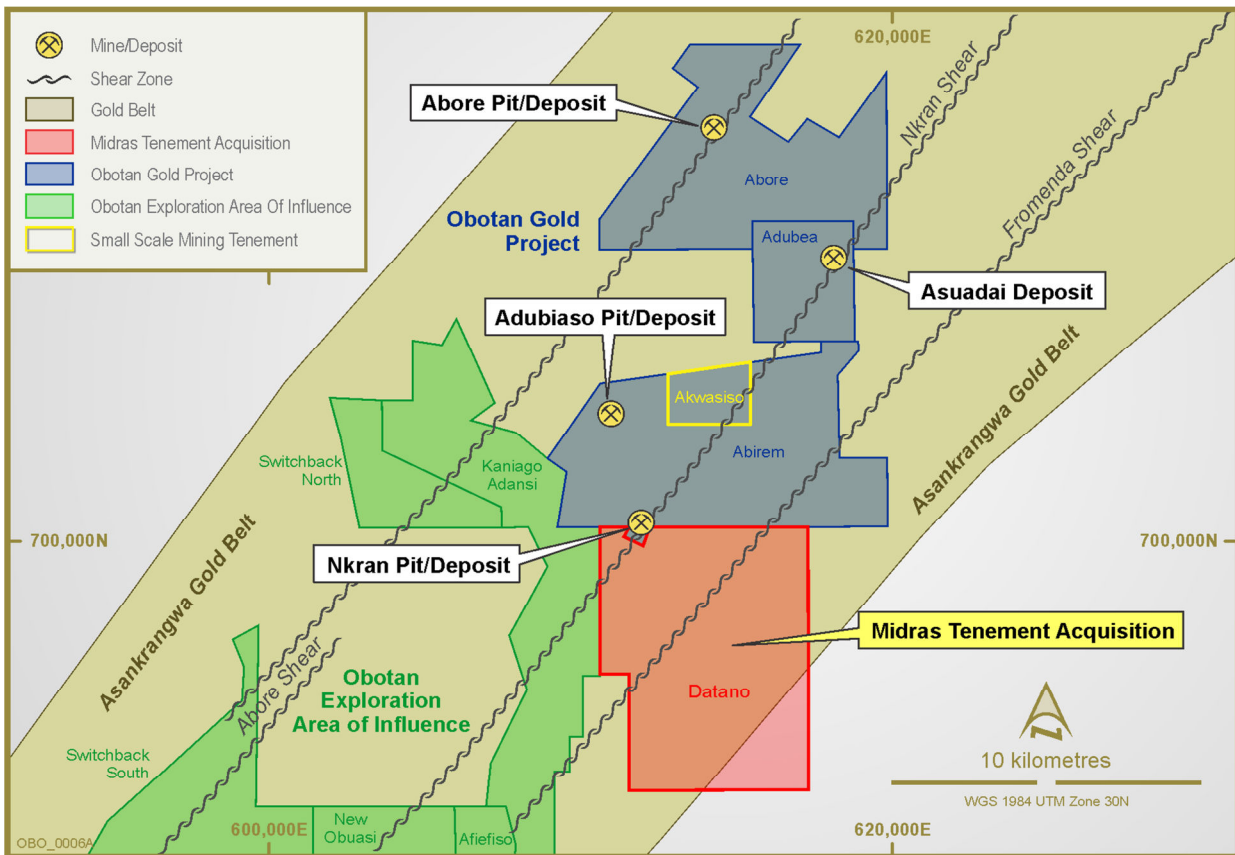 Mine/Deposit
Shear Zone
Gold Belt
Midras Tenement Acquisition
Obotan Gold Project
Obotan Exploration Area Of Influence
Small Scale Mining Tenement
620,000E
Abore Pit/Deposit
Nkran Shear
Abore
Fromenda Shear
Obotan Gold
Project
Adubea
Asuadai Deposit
Adubiaso Pit/Deposit
Akwasiso
Abirem
Switchback
North
Kaniago
Adansi
Asankrangwa Gold Belt
Asankrangwa Gold Belt
700,000N
700,000N
Nkran Pit/Deposit
Midras Tenement Acquisition
Abore Shear
Obotan
Exploration
Area of Influence
Datano
Switchback
South
N
10 kilometres
WGS 1984 UTM Zone 30N
600,000E
New
Obuasi
Afiefiso
620,000E
OBO_0006A